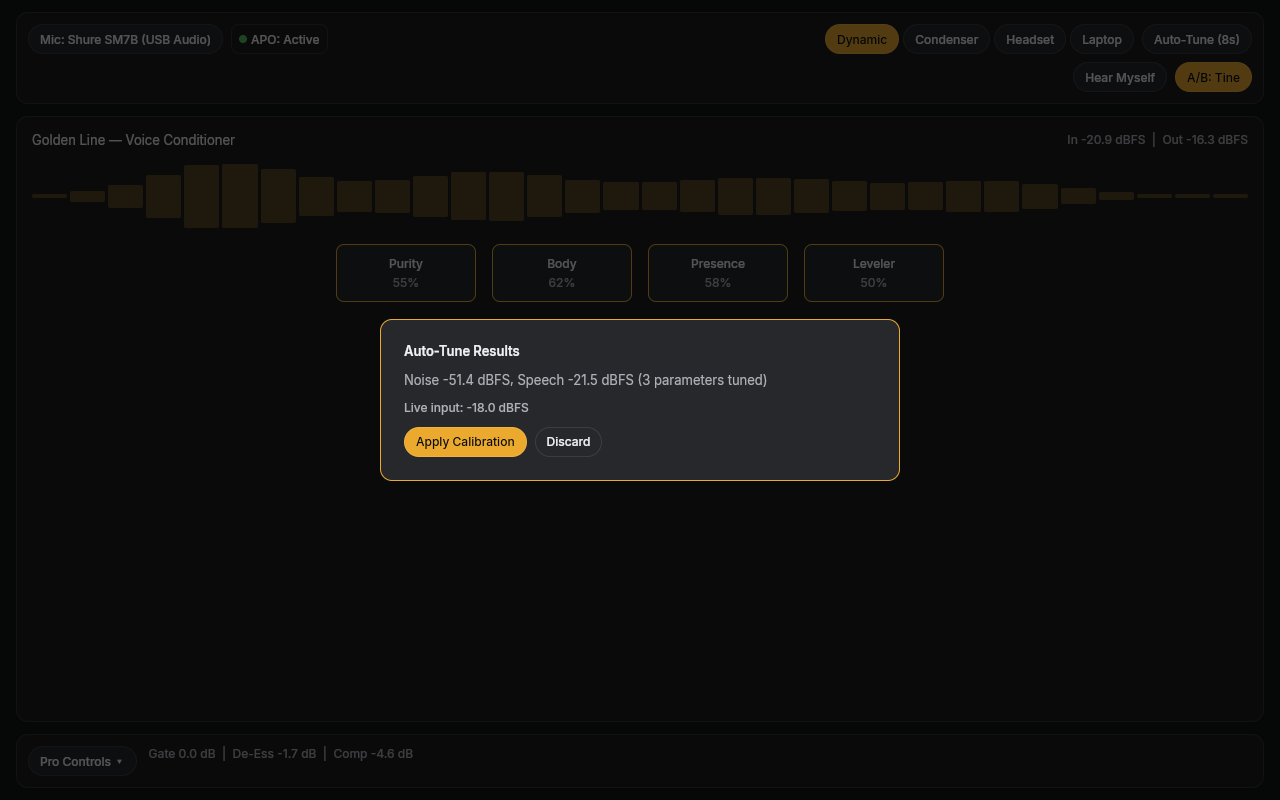 Mic: Shure SM7B (USB Audio)
APO: Active
Dynamic
Condenser
Headset
Laptop
Auto-Tune (8s)
Hear Myself
A/B: Tine
Golden Line — Voice Conditioner
In -20.9 dBFS | Out -16.3 dBFS
Purity
55%
Body
62%
Presence
58%
Leveler
50%
Auto-Tune Results
Noise -51.4 dBFS, Speech -21.5 dBFS (3 parameters tuned)
Live input: -18.0 dBFS
Apply Calibration
Discard
Pro Controls ▾
Gate 0.0 dB | De-Ess -1.7 dB | Comp -4.6 dB